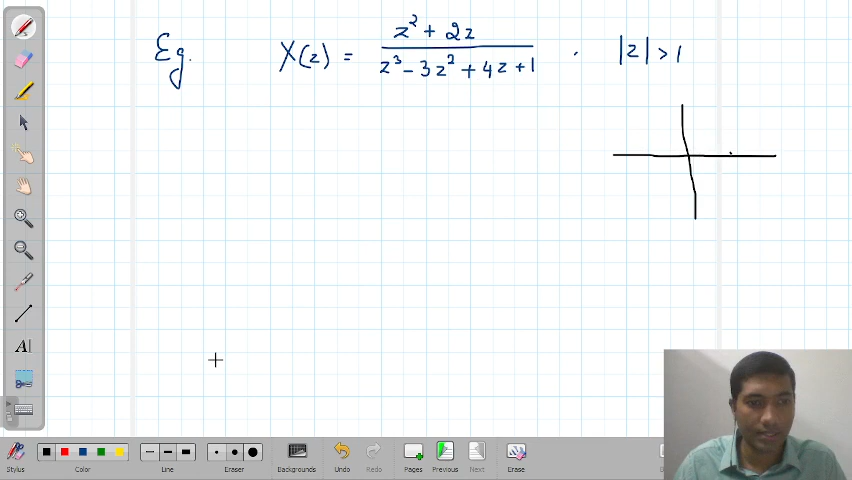 Eg. X(z) = z² + 2z / z³ - 3z² + 4z + 1 . |z| > 1
A|
Stylus Color Line Eraser Backgrounds Undo Redo Pages Previous Next Erase